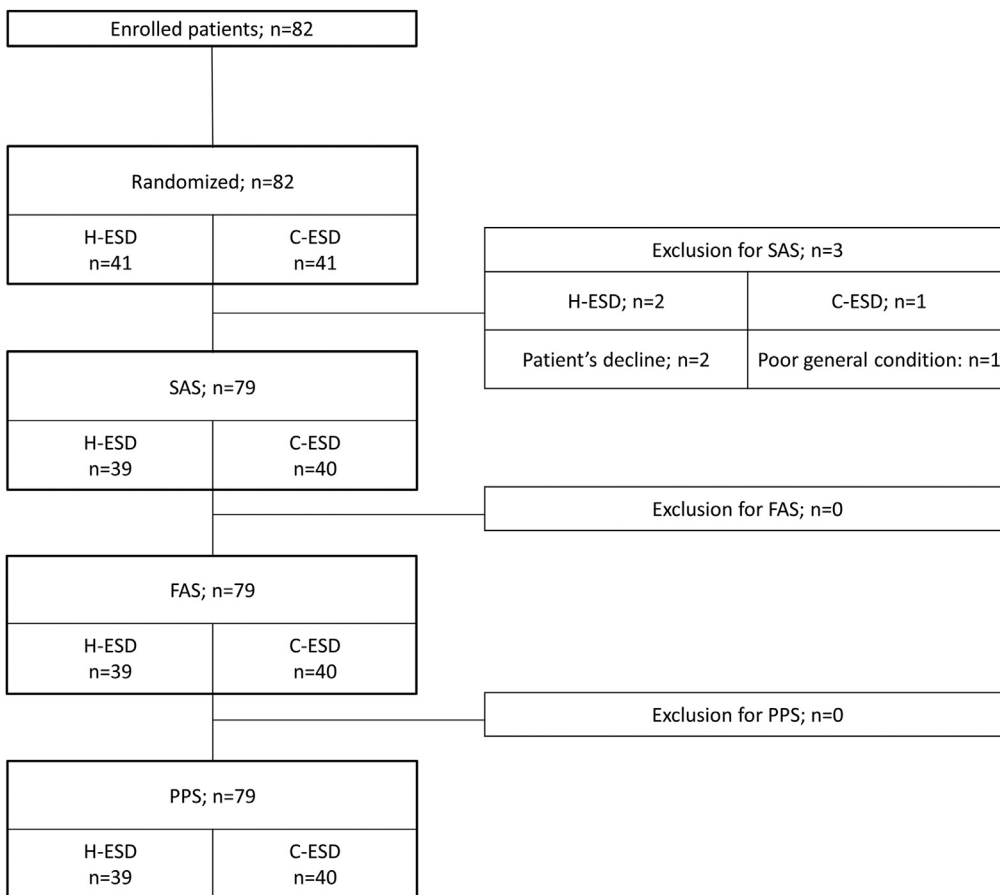 Enrolled patients; n=82
Randomized; n=82
H-ESD
n=41
C-ESD
n=41
Exclusion for SAS; n=3
H-ESD; n=2
C-ESD; n=1
Patient's decline; n=2
Poor general condition: n=1
SAS; n=79
H-ESD
n=39
C-ESD
n=40
Exclusion for FAS; n=0
FAS; n=79
H-ESD
n=39
C-ESD
n=40
Exclusion for PPS; n=0
PPS; n=79
H-ESD
n=39
C-ESD
n=40